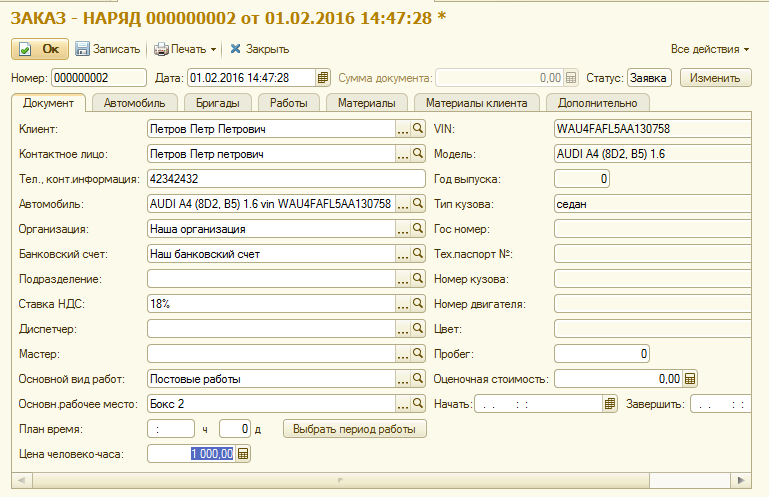 ЗАКАЗ - НАРЯД 000000002 от 01.02.2016 14:47:28 *
Ок Записать Печать Закрыть Все действия
Номер: 000000002 Дата: 01.02.2016 14:47:28 Сумма документа: 0,00 Статус: Заявка Изменить
Документ Автомобиль Бригады Работы Материалы Материалы клиента Дополнительно
Клиент: Петров Петр Петрович ... VIN: WAU4FAFL5AA130758
Контактное лицо: Петров Петр петрович ... Модель: AUDI A4 (8D2, B5) 1.6
Тел., конт.информация: 42342432 Год выпуска: 0
Автомобиль: AUDI A4 (8D2, B5) 1.6 vin WAU4FAFL5AA130758 ... Тип кузова: седан
Организация: Наша организация ... Гос номер:
Банковский счет: Наш банковский счет ... Тех.паспорт №:
Подразделение: ... Номер кузова:
Ставка НДС: 18% ... Номер двигателя:
Диспетчер: ... Цвет:
Мастер: ... Пробег: 0
Основной вид работ: Постовые работы ... Оценочная стоимость: 0,00
Основн.рабочее место: Бокс 2 ... Начать: . . : : Завершить: . . : :
План время: : ч 0 д Выбрать период работы
Цена человеко-часа: 1 000,00